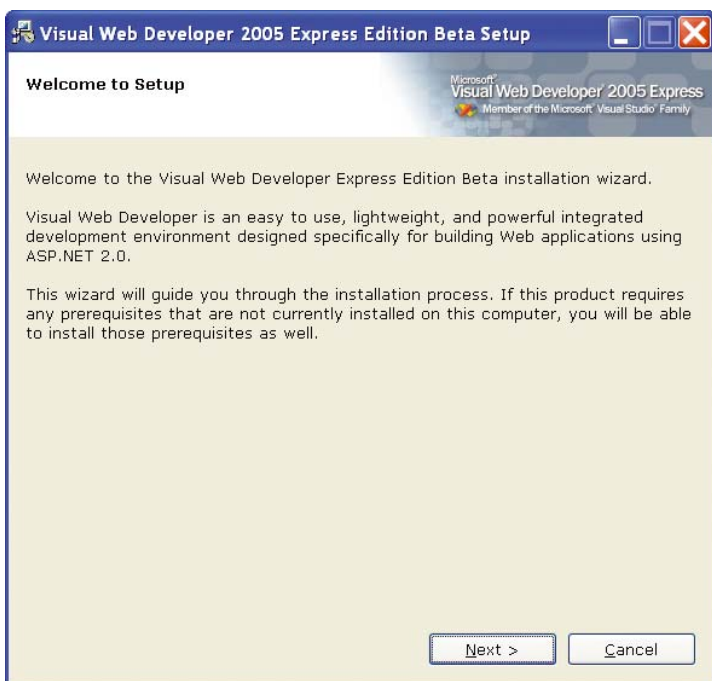 Visual Web Developer 2005 Express Edition Beta Setup
Welcome to Setup
Microsoft®
Visual Web Developer® 2005 Express
Member of the Microsoft® Visual Studio® Family
Welcome to the Visual Web Developer Express Edition Beta installation wizard.
Visual Web Developer is an easy to use, lightweight, and powerful integrated
development environment designed specifically for building Web applications using
ASP.NET 2.0.
This wizard will guide you through the installation process. If this product requires
any prerequisites that are not currently installed on this computer, you will be able
to install those prerequisites as well.
Next >
Cancel